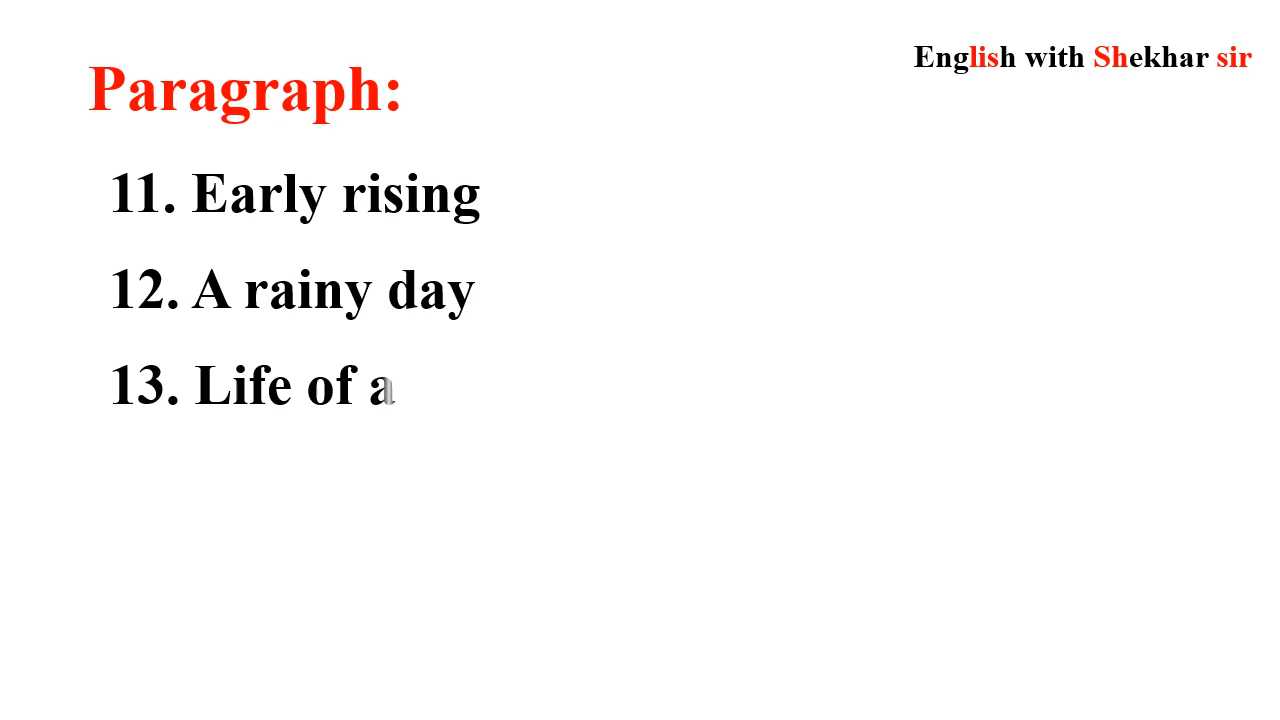 English with Shekhar sir
Paragraph:
11. Early rising
12. A rainy day
13. Life of a